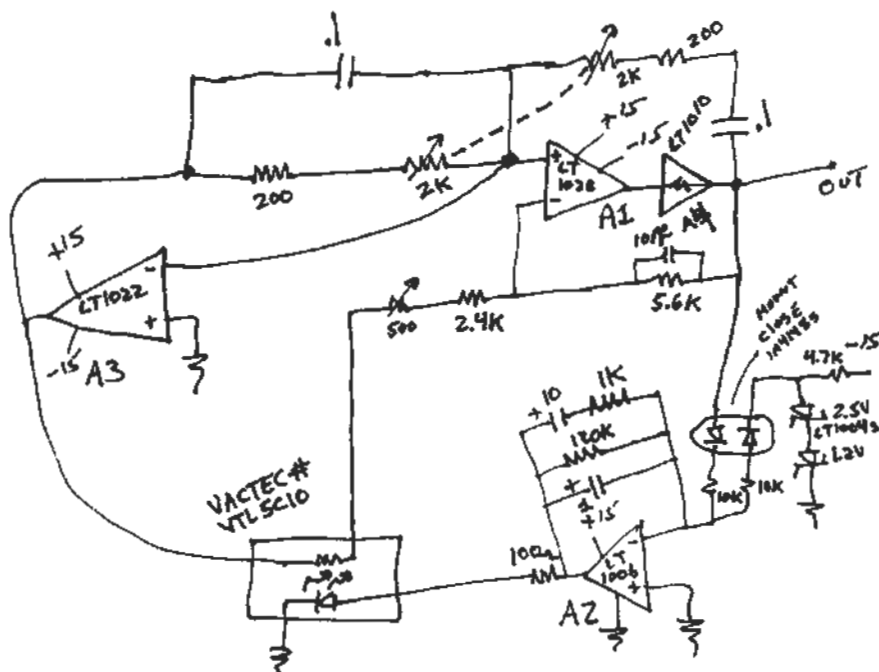 .1
200
2K
.1
+15
-15
LT1010
200
2K
LT
1028
A1
OUT
+15
LT1022
-15
A3
10pF
5.6K
500
2.4K
MOUNT
CLOSE
1N4148s
4.7K
-15
2.5V
LT1004s
1.2V
1K
+10
120K
+
1
+15
10K
10K
VACTEC #
VTL5C10
100Ω
LT
1006
-
+
A2